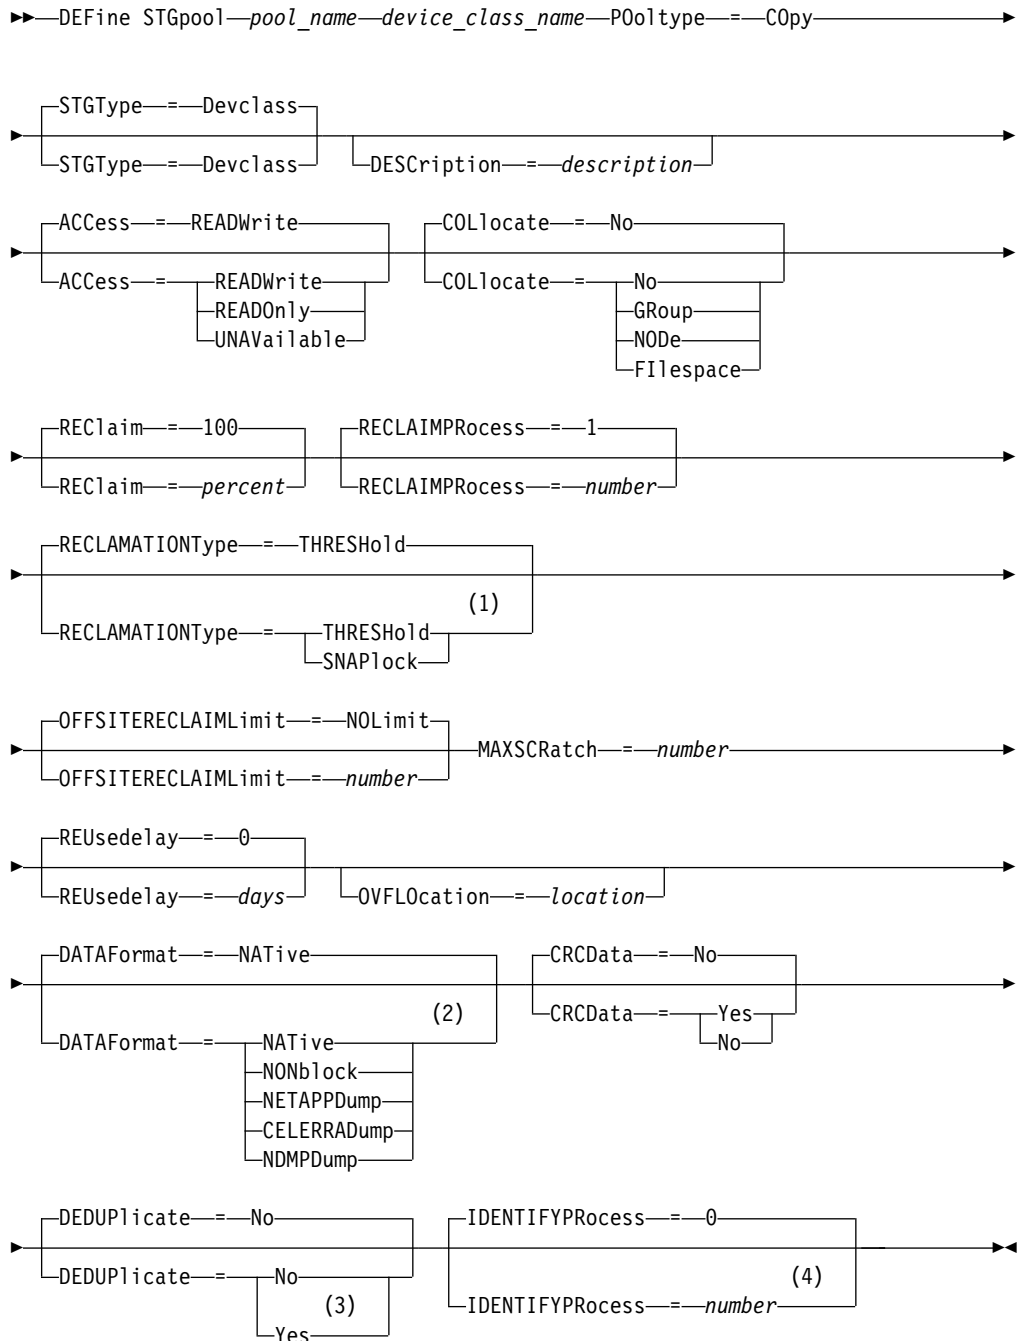 DEFine STGpool pool_name device_class_name POoltype = COpy
STGType = Devclass
STGType = Devclass
DESCription = description
ACCess = READWrite
COLlocate = No
ACCess = READWrite
COLlocate = No
READOnly
GRoup
UNAVailable
NODe
FIlespace
REClaim = 100
RECLAIMPRocess = 1
REClaim = percent
RECLAIMPRocess = number
RECLAMATIONType = THRESHold
(1)
RECLAMATIONType = THRESHold
SNAPlock
OFFSITERECLAIMLimit = NOLimit
MAXSCRatch = number
OFFSITERECLAIMLimit = number
REUsedelay = 0
REUsedelay = days
OVFLOcation = location
DATAFormat = NATive
CRCData = No
(2)
CRCData = Yes
DATAFormat = NATive
No
NONblock
NETAPPDump
CELERRADump
NDMPDump
DEDUPlicate = No
IDENTIFYPRocess = 0
DEDUPlicate = No
(4)
(3)
IDENTIFYPRocess = number
Yes